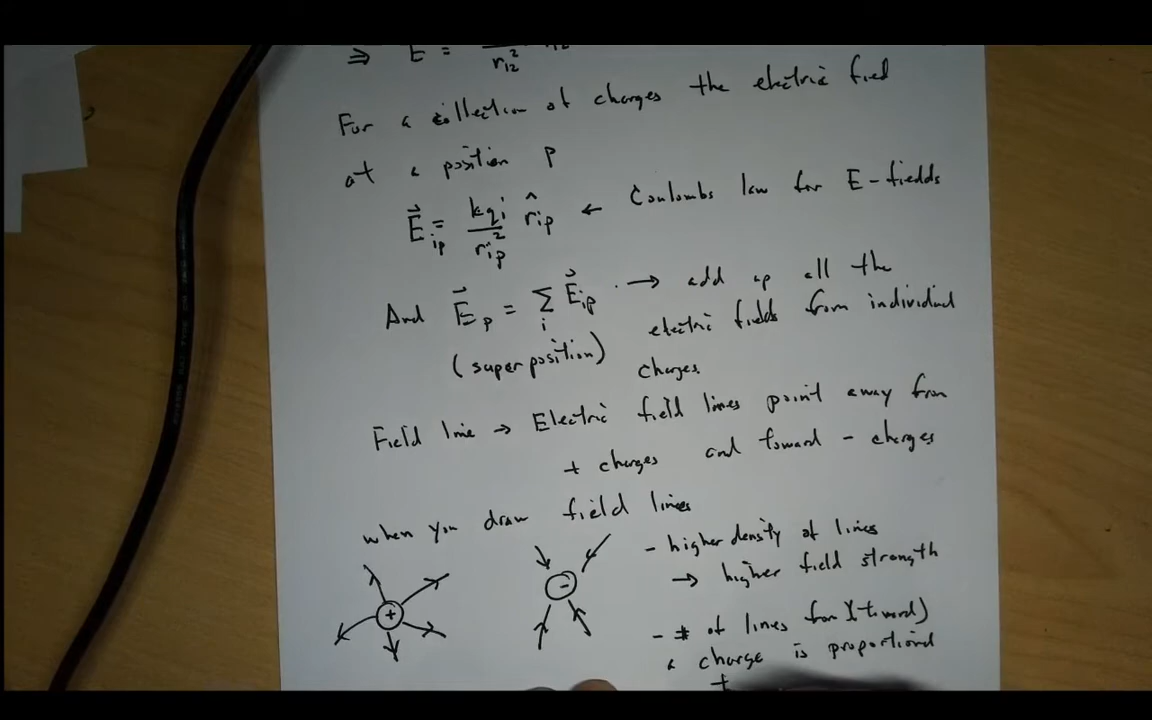 ⇒ E = r₁₂²
For a collection of charges the electric field
at a position P
E⃗ip = kqi/rip² r̂ip ← Coulombs law for E-fields
And E⃗p = Σi E⃗ip → add up all the
(superposition) electric fields from individual
charges.
Field line → Electric field lines point away from
+ charges and toward - charges
when you draw field lines
- higher density of lines
→ higher field strength
+
-
- # of lines from (toward)
a charge is proportional